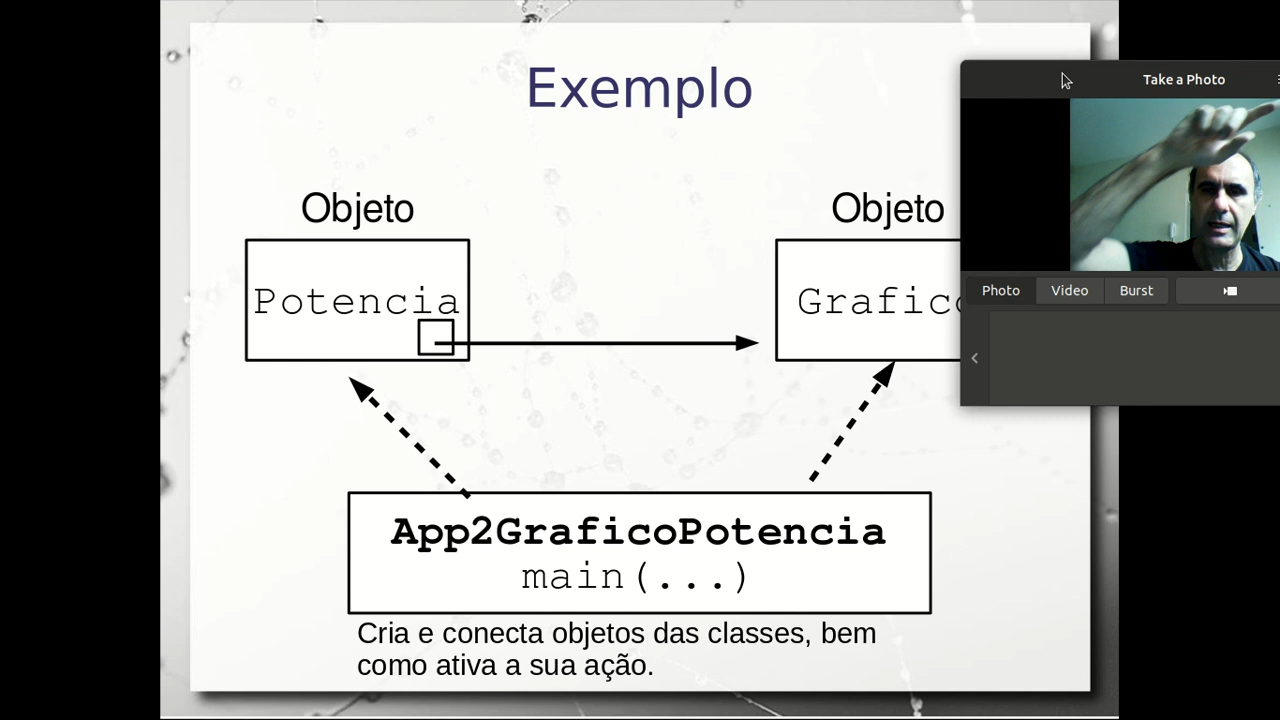 Exemplo
Take a Photo
Objeto
Objeto
Potencia
Grafico
Photo
Video
Burst
App2GraficoPotencia
main(...)
Cria e conecta objetos das classes, bem
como ativa a sua ação.